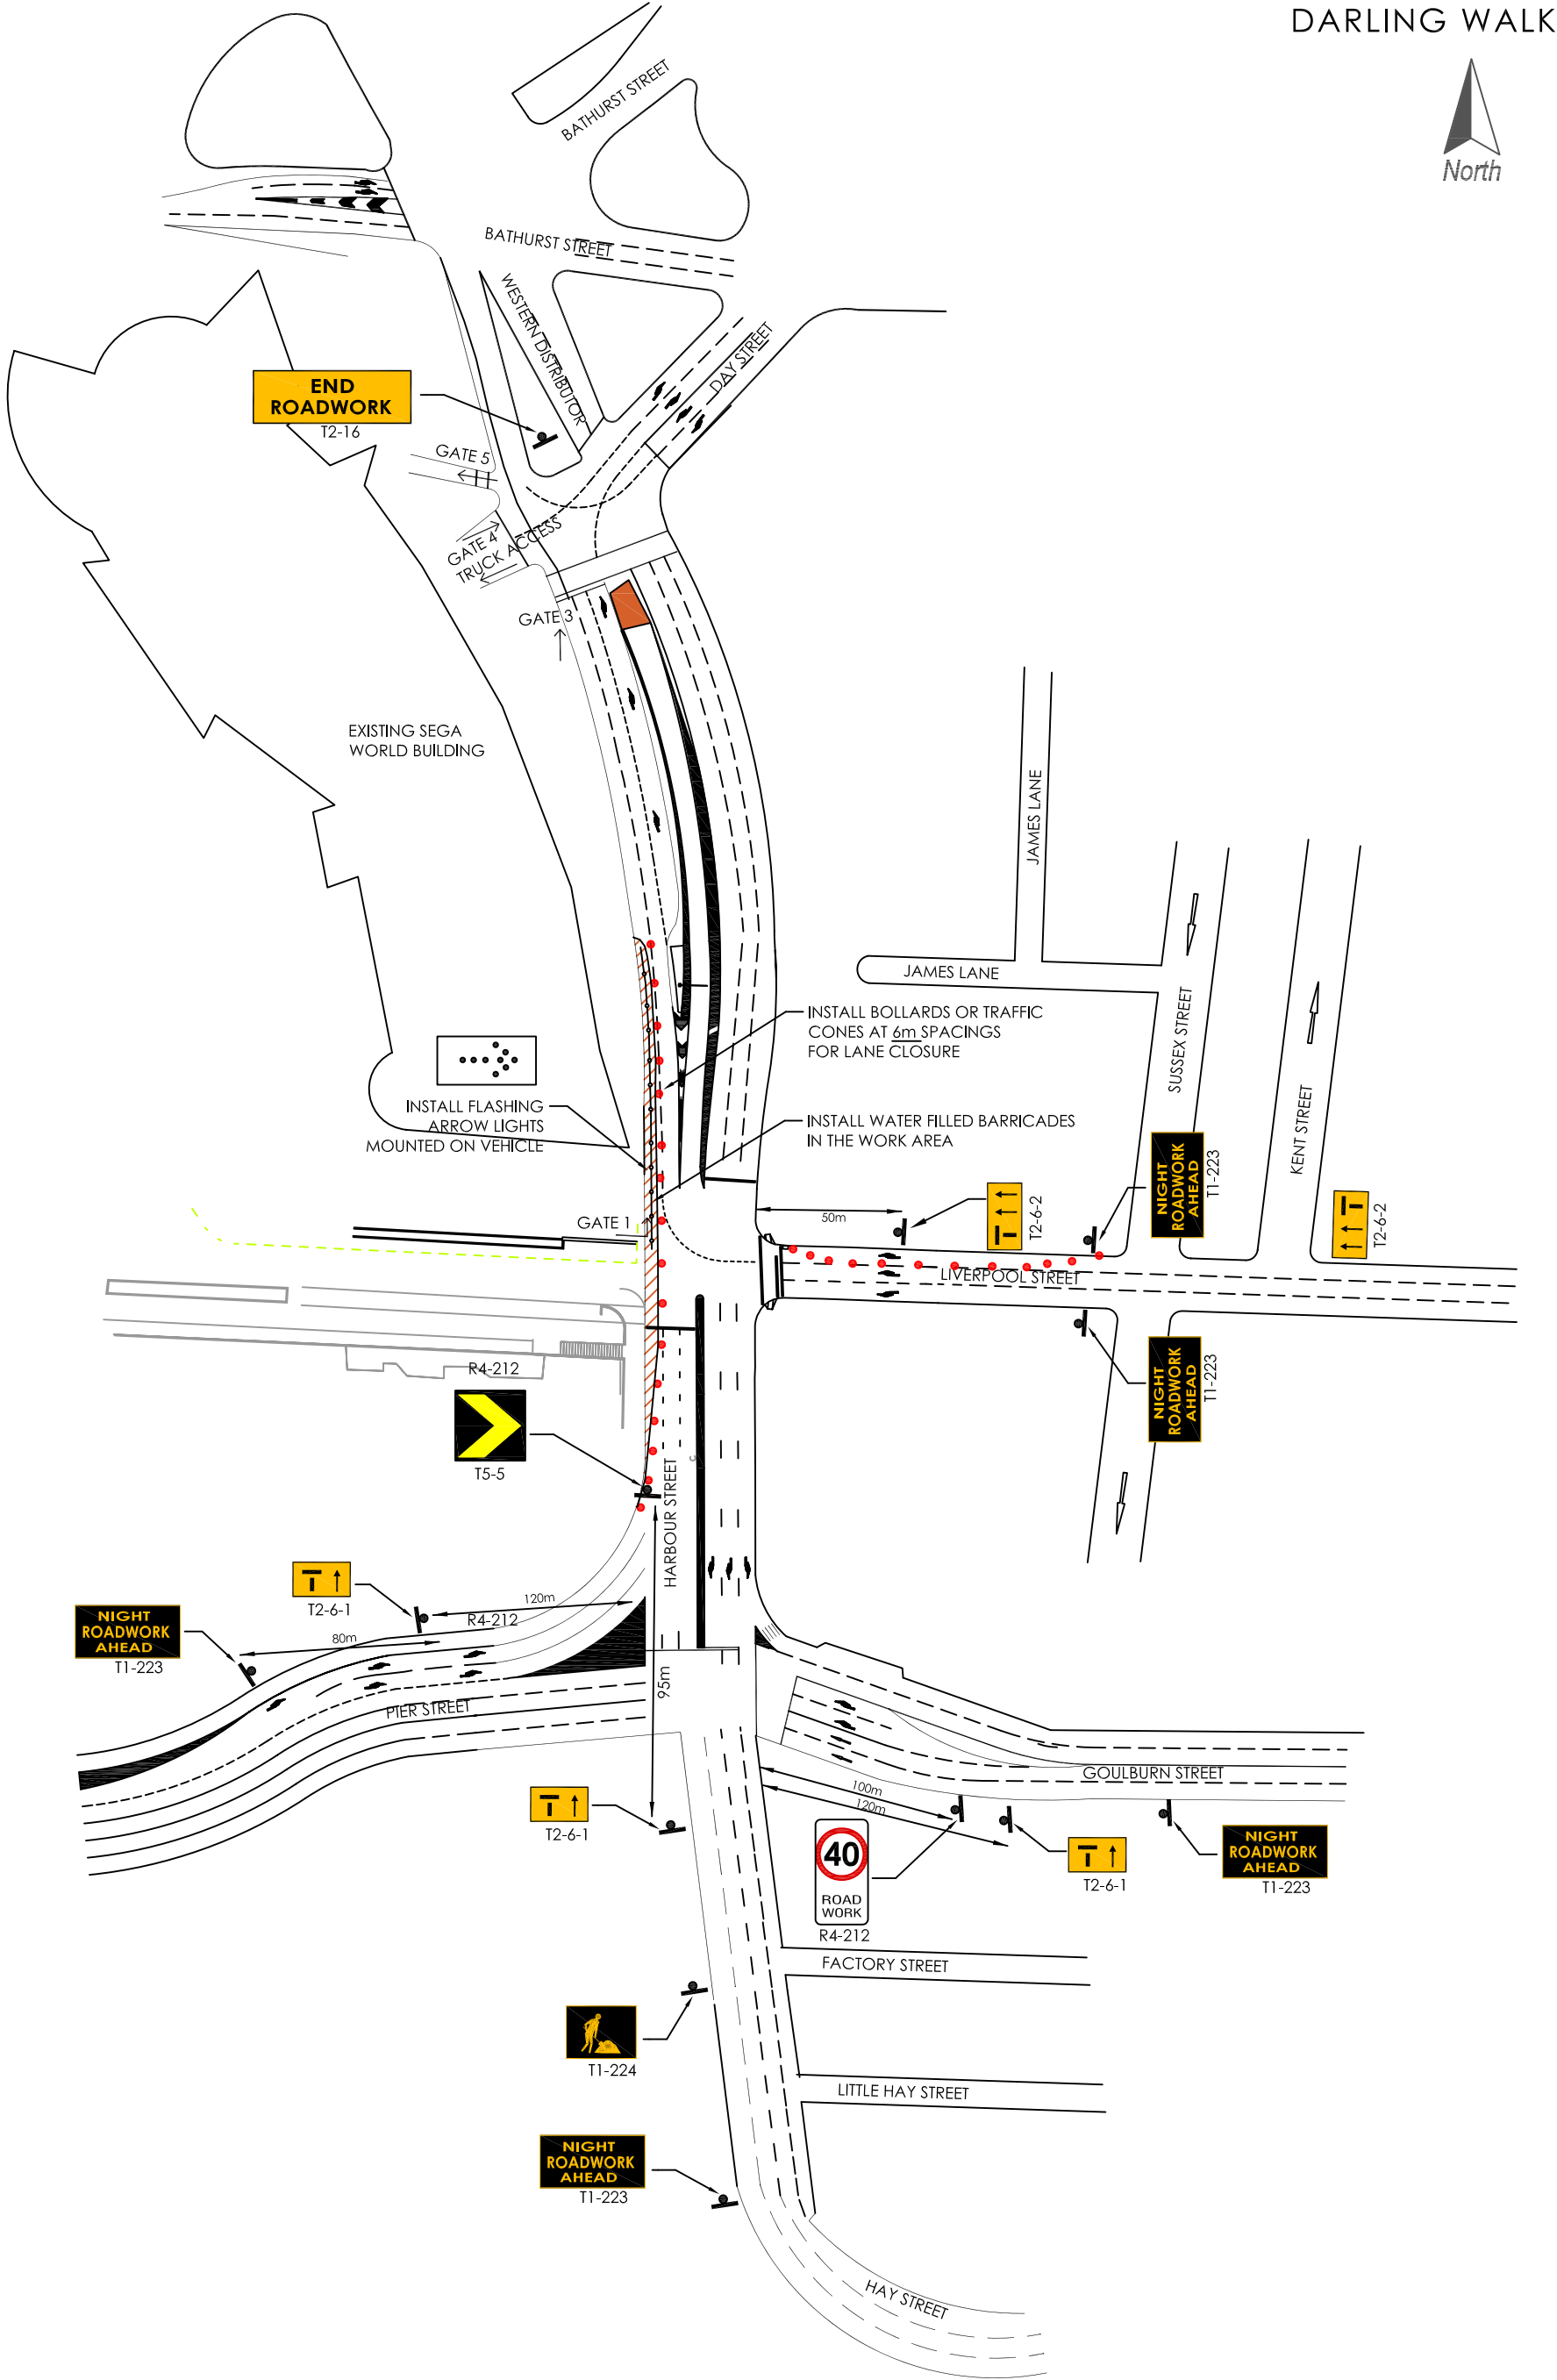 DARLING WALK
North
BATHURST STREET
BATHURST STREET
WESTERN DISTRIBUTOR
DAY STREET
END
ROADWORK
T2-16
GATE 5
GATE 4
TRUCK ACCESS
GATE 3
EXISTING SEGA
WORLD BUILDING
JAMES LANE
JAMES LANE
SUSSEX STREET
KENT STREET
INSTALL BOLLARDS OR TRAFFIC
CONES AT 6m SPACINGS
FOR LANE CLOSURE
INSTALL FLASHING
ARROW LIGHTS
MOUNTED ON VEHICLE
INSTALL WATER FILLED BARRICADES
IN THE WORK AREA
NIGHT
ROADWORK
AHEAD
T1-223
T2-6-2
T2-6-2
50m
GATE 1
LIVERPOOL STREET
NIGHT
ROADWORK
AHEAD
T1-223
R4-212
T5-5
HARBOUR STREET
T2-6-1
120m
R4-212
NIGHT
ROADWORK
AHEAD
T1-223
80m
95m
PIER STREET
GOULBURN STREET
100m
120m
T2-6-1
40
ROAD
WORK
R4-212
T2-6-1
NIGHT
ROADWORK
AHEAD
T1-223
FACTORY STREET
T1-224
LITTLE HAY STREET
NIGHT
ROADWORK
AHEAD
T1-223
HAY STREET